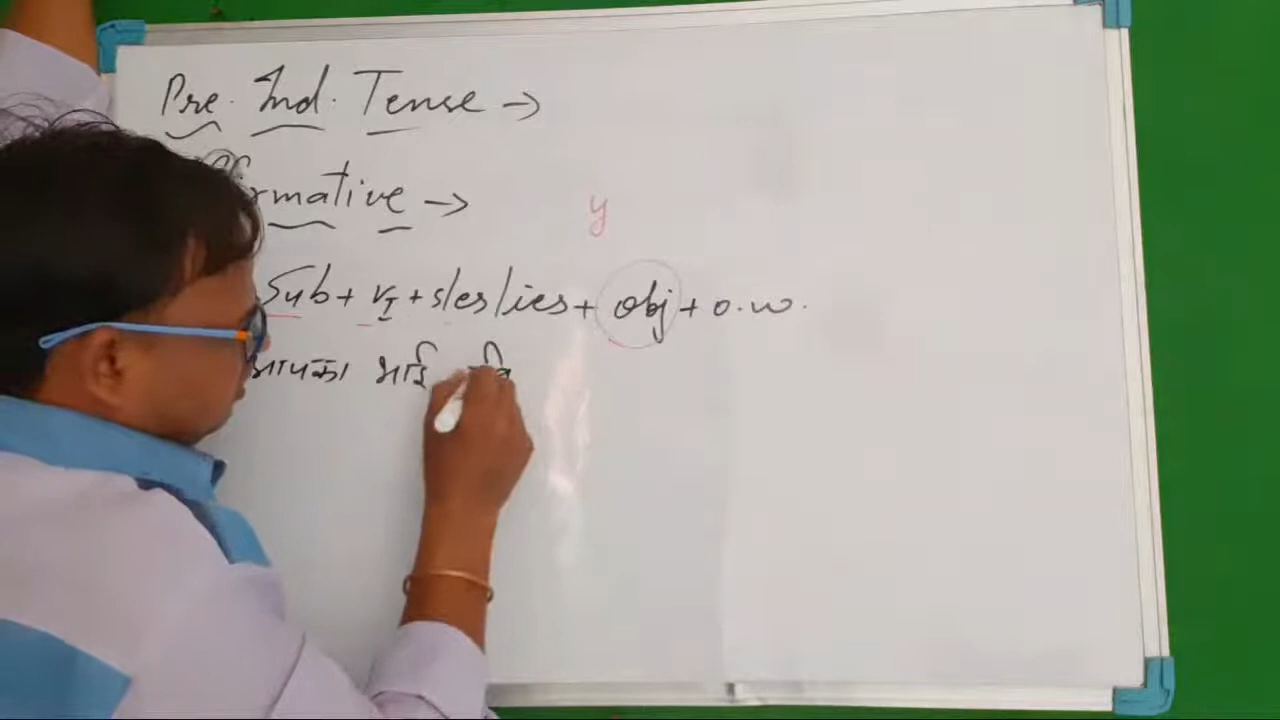 Pre. Ind. Tense →
Affirmative →
y
Sub + V₁ + s/es/ies + obj + o.w.
आपका भाई